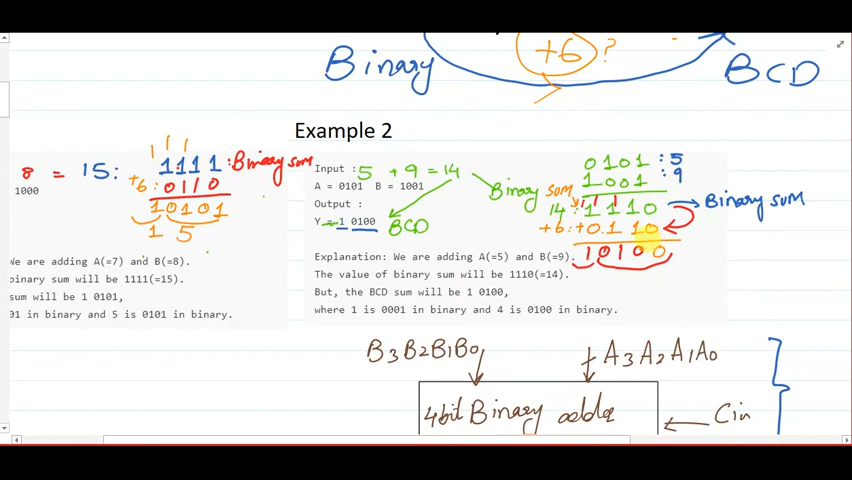 +6 ?
Binary
BCD
Example 2
8 = 15: 1111 : Binary sum
1000
+6: 0110
10101
1 5
We are adding A(=7) and B(=8).
binary sum will be 1111(=15).
sum will be 1 0101,
01 in binary and 5 is 0101 in binary.
Input : 5 + 9 = 14
A = 0101 B = 1001
Output :
Y = 1 0100 BCD
0101 : 5
1001 : 9
Binary sum
14: 1110 → Binary sum
+6: +0110
10100
Explanation: We are adding A(=5) and B(=9).
The value of binary sum will be 1110(=14).
But, the BCD sum will be 1 0100,
where 1 is 0001 in binary and 4 is 0100 in binary.
B3B2B1B0 A3A2A1A0
4bit Binary adde
Cin